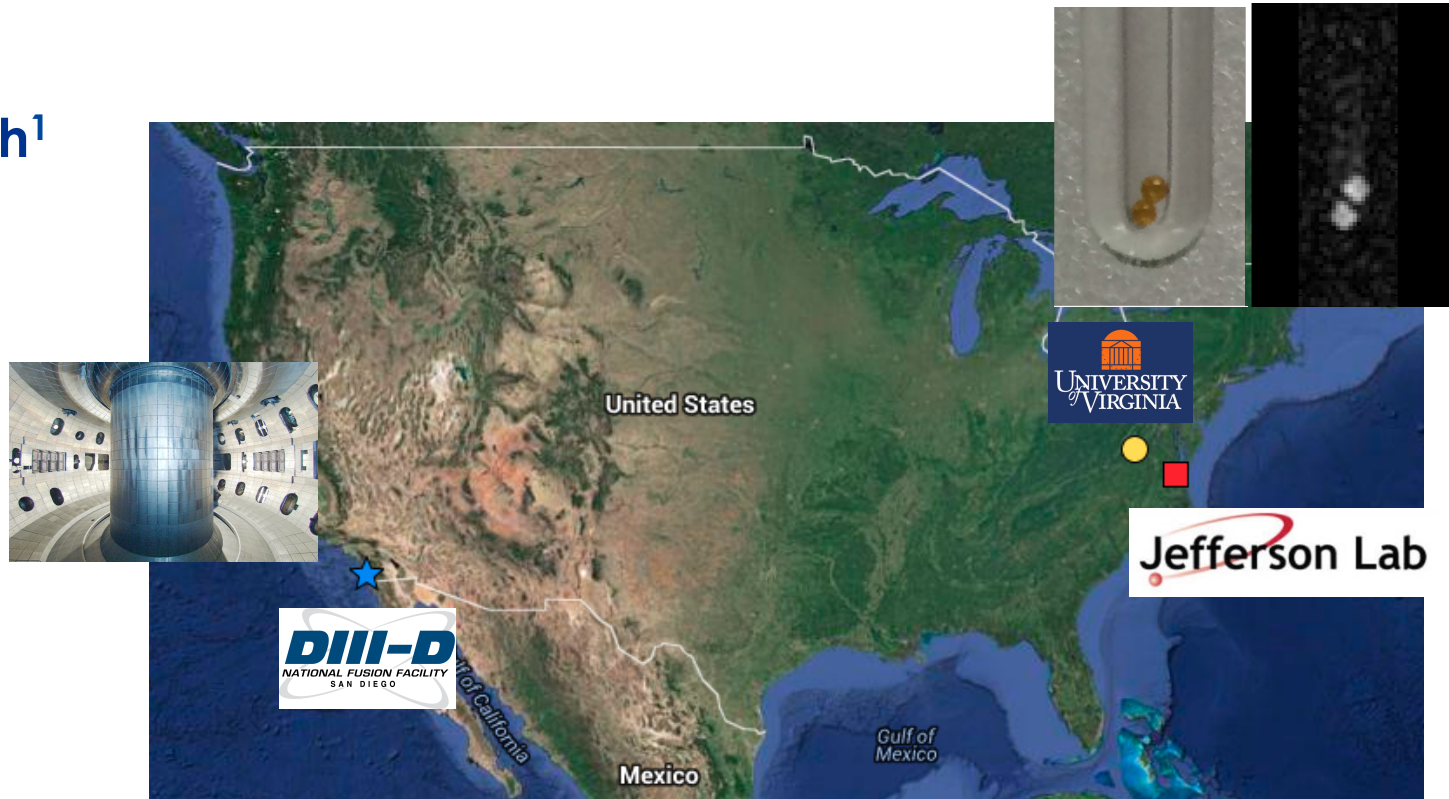 h¹
United States
UNIVERSITY
of VIRGINIA
Jefferson Lab
DIII-D
NATIONAL FUSION FACILITY
SAN DIEGO
lf of California
Gulf of
Mexico
Mexico